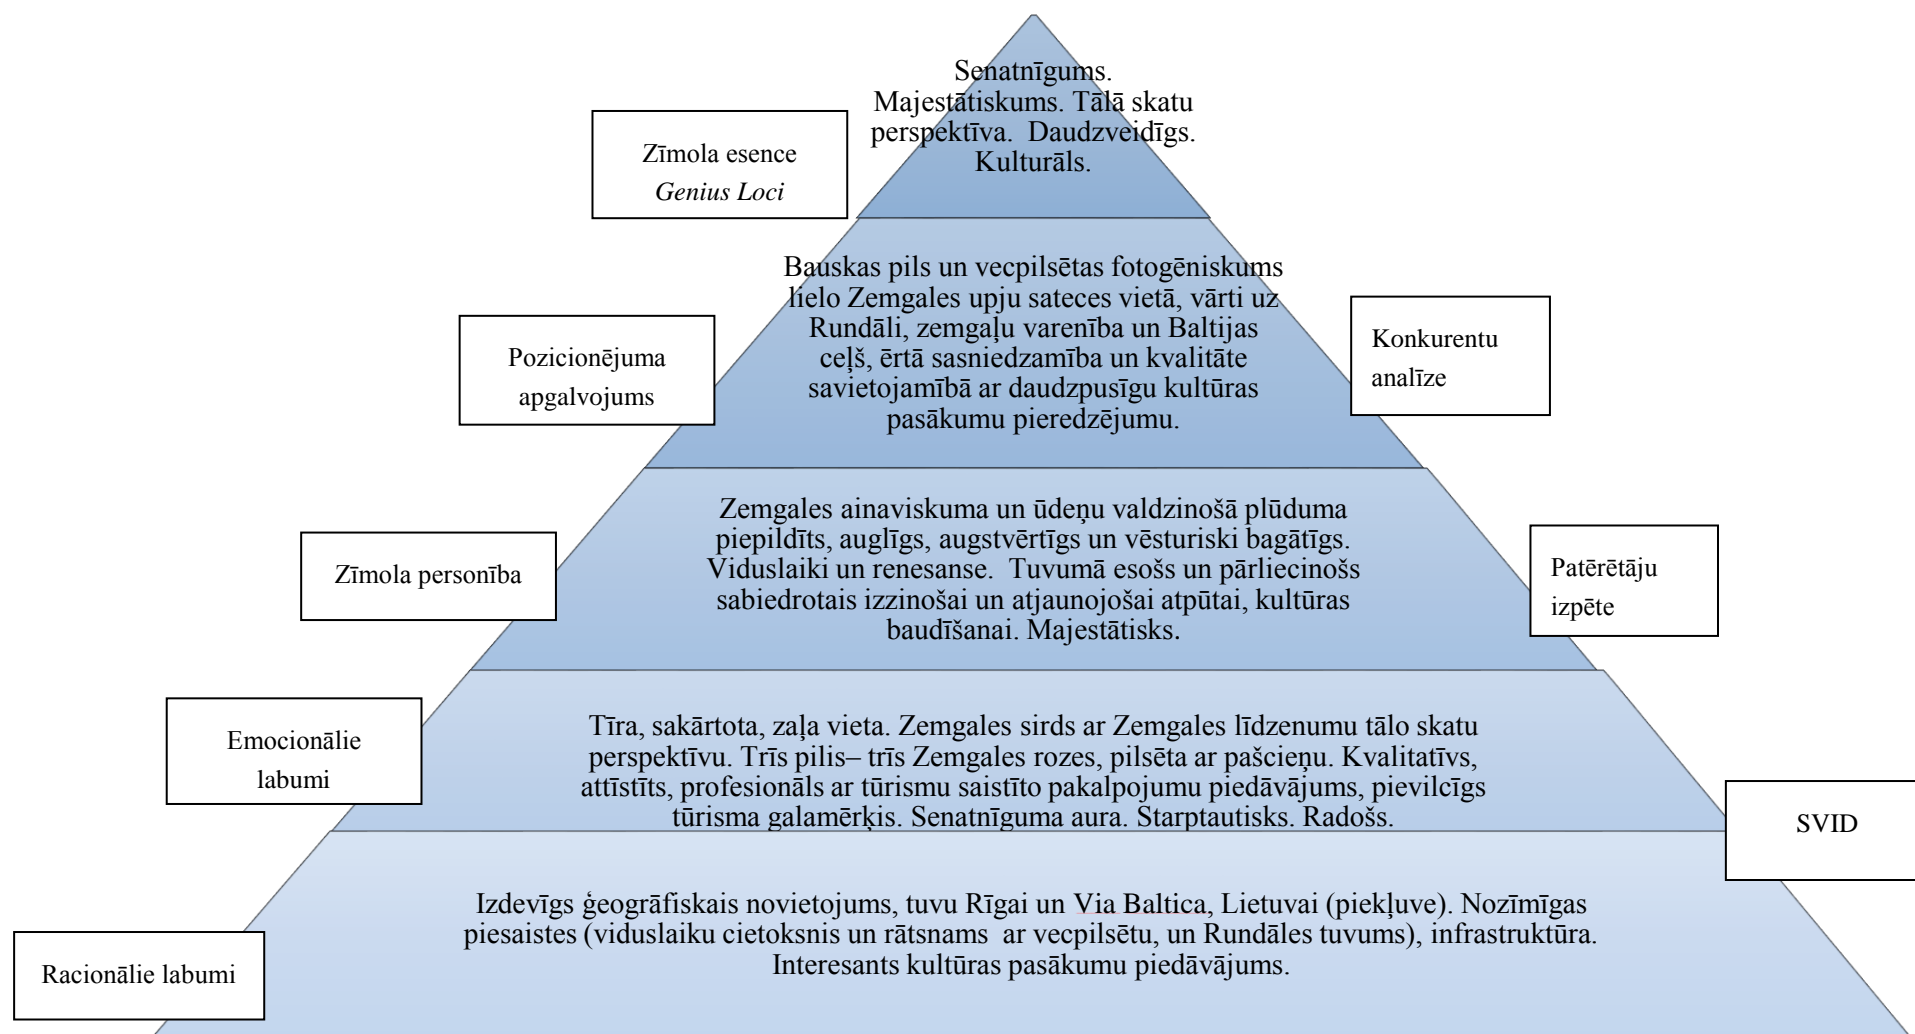 Senatnīgums.
Majestātiskums. Tālā skatu
perspektīva.  Daudzveidīgs.
Kulturāls.
Zīmola esence
Genius Loci
Bauskas pils un vecpilsētas fotogēniskums
lielo Zemgales upju sateces vietā, vārti uz
Rundāli, zemgaļu varenība un Baltijas
ceļš, ērtā sasniedzamība un kvalitāte
savietojamībā ar daudzpusīgu kultūras
pasākumu pieredzējumu.
Pozicionējuma
apgalvojums
Konkurentu
analīze
Zemgales ainaviskuma un ūdeņu valdzinošā plūduma
piepildīts, auglīgs, augstvērtīgs un vēsturiski bagātīgs.
Viduslaiki un renesanse.  Tuvumā esošs un pārliecinošs
sabiedrotais izzinošai un atjaunojošai atpūtai, kultūras
baudīšanai. Majestātisks.
Zīmola personība
Patērētāju
izpēte
Tīra, sakārtota, zaļa vieta. Zemgales sirds ar Zemgales līdzenumu tālo skatu
perspektīvu. Trīs pilis– trīs Zemgales rozes, pilsēta ar pašcieņu. Kvalitatīvs,
attīstīts, profesionāls ar tūrismu saistīto pakalpojumu piedāvājums, pievilcīgs
tūrisma galamērķis. Senatnīguma aura. Starptautisks. Radošs.
Emocionālie
labumi
SVID
Izdevīgs ģeogrāfiskais novietojums, tuvu Rīgai un Via Baltica, Lietuvai (piekļuve). Nozīmīgas
piesaistes (viduslaiku cietoksnis un rātsnams  ar vecpilsētu, un Rundāles tuvums), infrastruktūra.
Interesants kultūras pasākumu piedāvājums.
Racionālie labumi